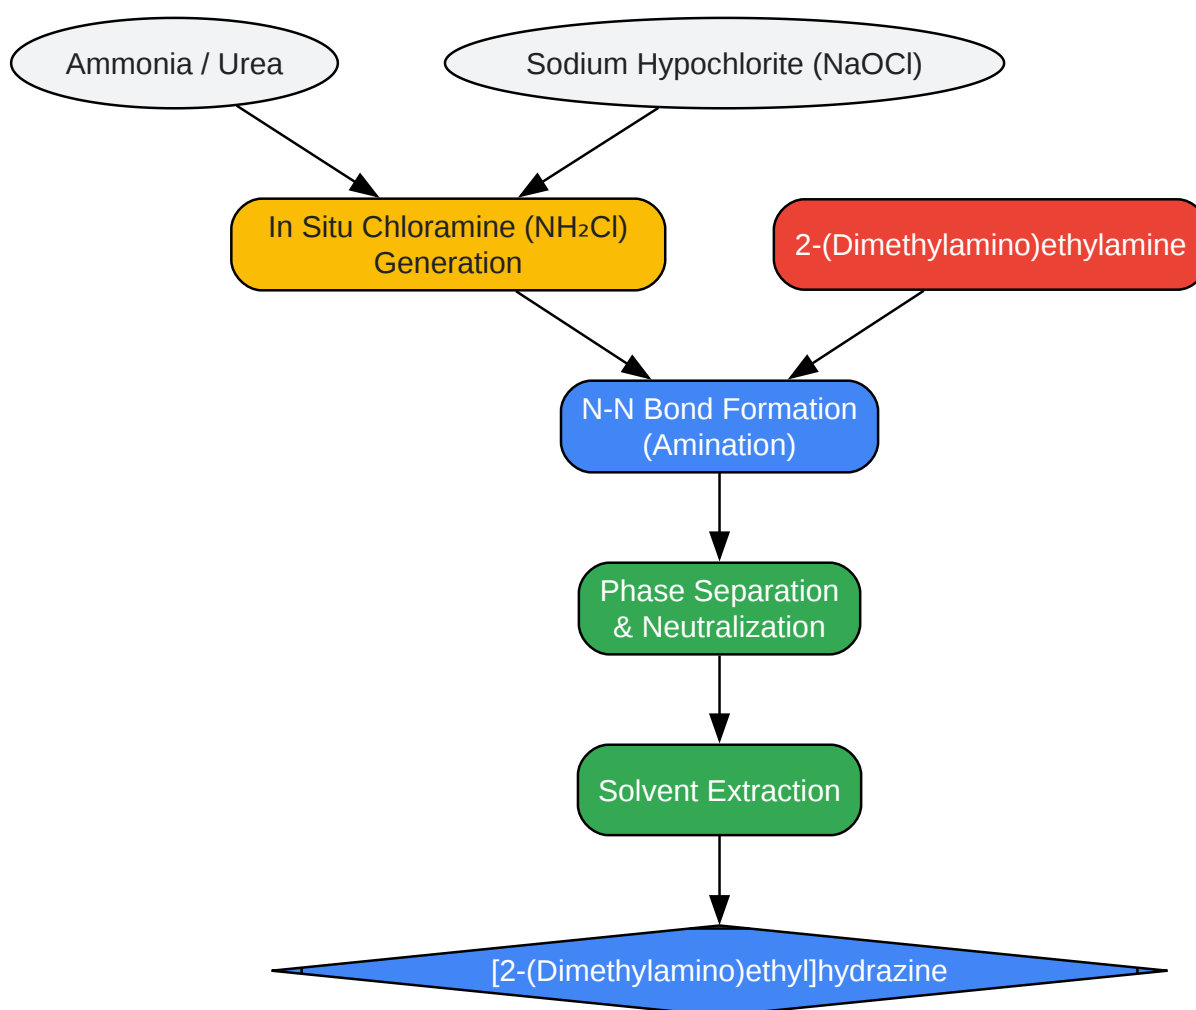 Ammonia / Urea
Sodium Hypochlorite (NaOCl)
In Situ Chloramine (NH₂Cl)
Generation
2-(Dimethylamino)ethylamine
N-N Bond Formation
(Amination)
Phase Separation
& Neutralization
Solvent Extraction
[2-(Dimethylamino)ethyl]hydrazine